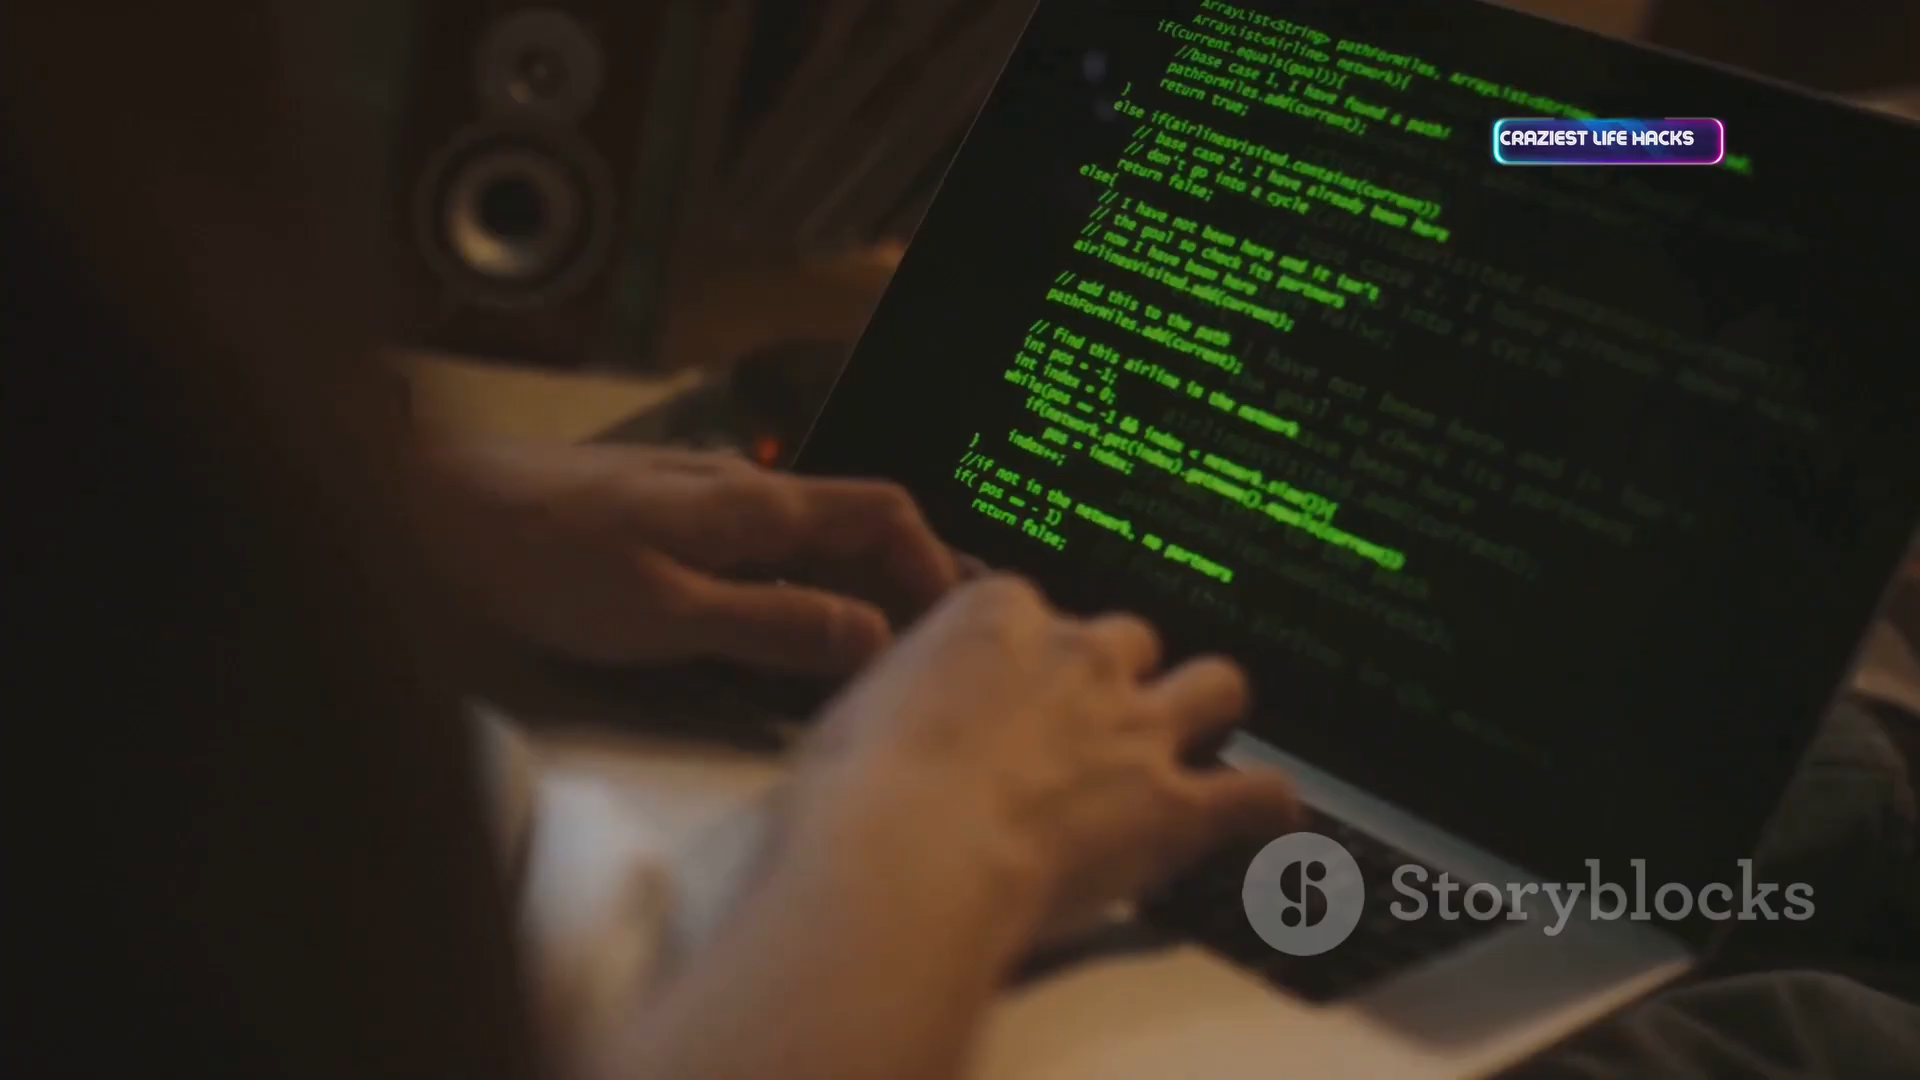 ArrayList<String> pathForMiles, ArrayList<String>
ArrayList<Airline> network){
if(current.equals(goal)){
//base case 1, I have found a path!
pathForMiles.add(current);
return true;
}
else if(airlinesVisited.contains(current))
// base case 2, I have already been here
// don't go into a cycle
return false;
else{
// I have not been here and it isn't
// the goal so check its partners
// now I have been here
airlinesVisited.add(current);
// add this to the path
pathForMiles.add(current);
// find this airline in the network
int pos = -1;
int index = 0;
while(pos == -1 && index < network.size()){
if(network.get(index).getName().equals(current))
pos = index;
index++;
}
//if not in the network, no partners
if( pos == - 1)
return false;
CRAZIEST LIFE HACKS
Storyblocks